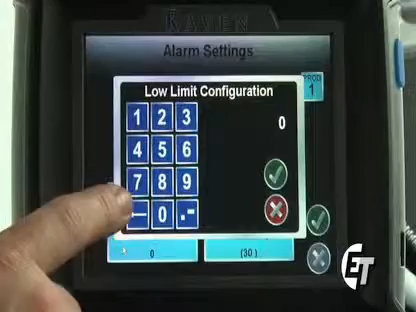 RAVEN
Alarm Settings
PROD
1
Low Limit Configuration
1 2 3
0
4 5 6
7 8 9
0 .-
0 (30)
ET